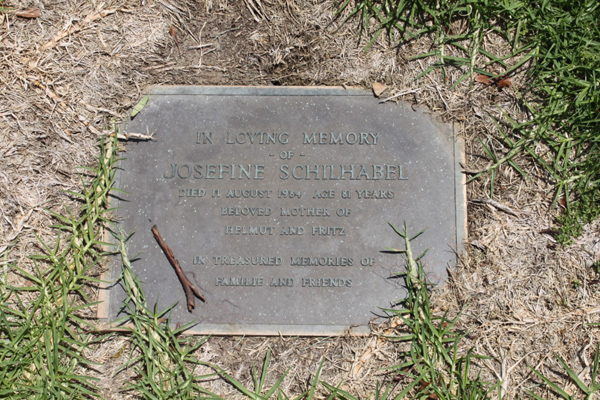 IN LOVING MEMORY
- OF -
JOSEFINE SCHILHABEL
DIED 11 AUGUST 1984 AGE 81 YEARS
BELOVED MOTHER OF
HELMUT AND FRITZ
IN TREASURED MEMORIES OF
FAMILIE AND FRIENDS